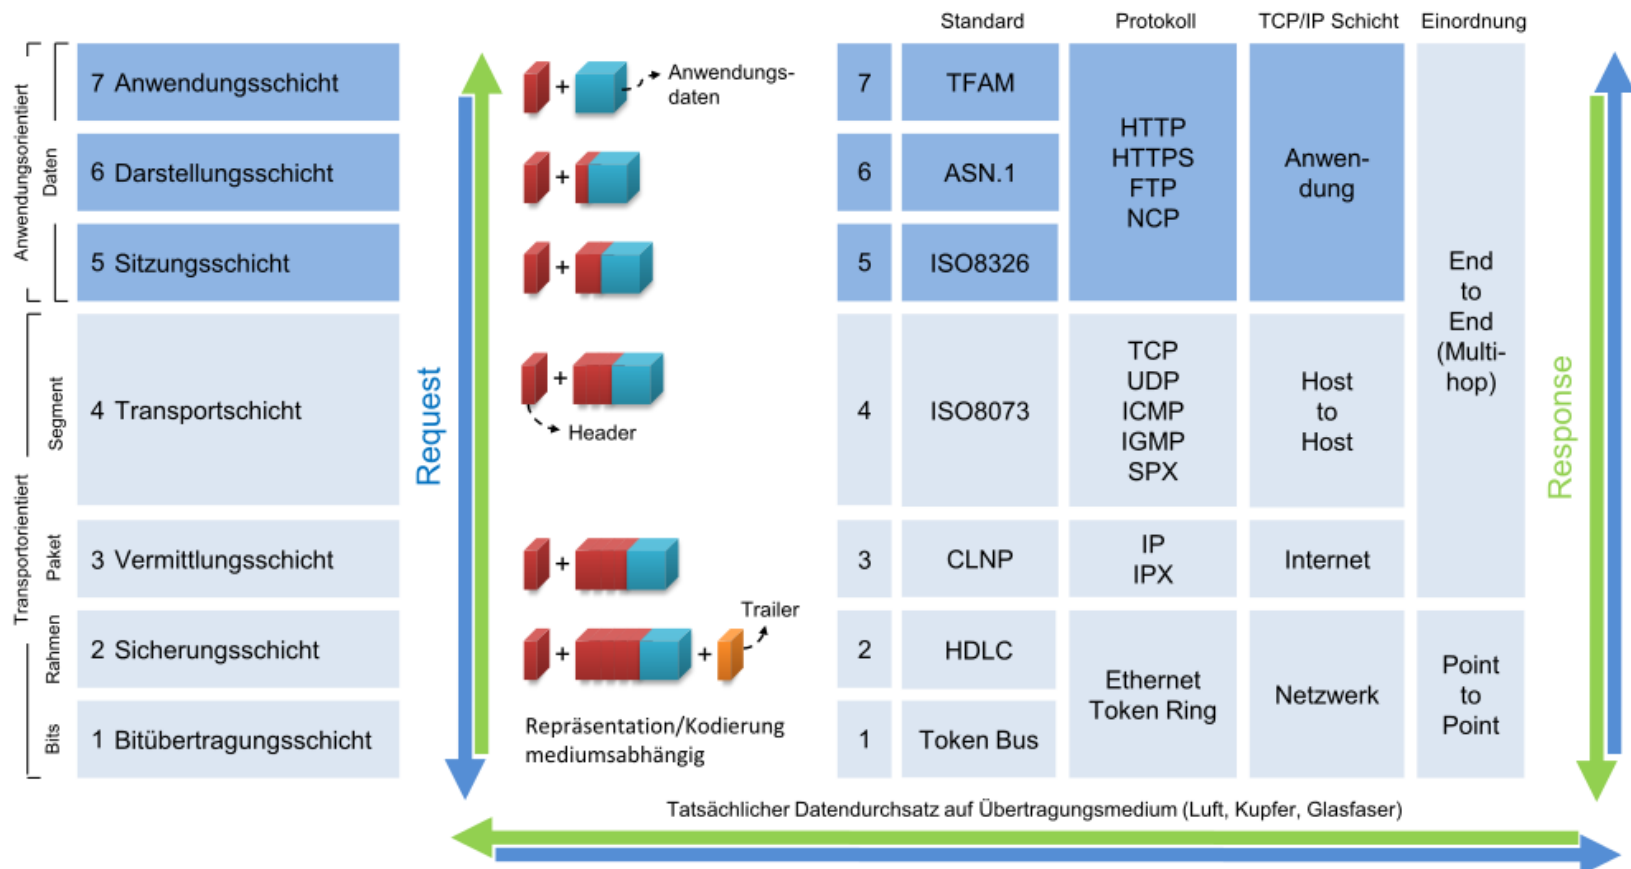 Standard
Protokoll
TCP/IP Schicht
Einordnung
Anwendungsorientiert
Daten
7 Anwendungsschicht
6 Darstellungsschicht
5 Sitzungsschicht
Transportorientiert
Segment
4 Transportschicht
Paket
3 Vermittlungsschicht
Rahmen
2 Sicherungsschicht
Bits
1 Bitübertragungsschicht
Request
+
Anwendungs-
daten
+
+
+
Header
+
+
+
Trailer
Repräsentation/Kodierung
mediumsabhängig
7
TFAM
6
ASN.1
5
ISO8326
4
ISO8073
3
CLNP
2
HDLC
1
Token Bus
HTTP
HTTPS
FTP
NCP
TCP
UDP
ICMP
IGMP
SPX
IP
IPX
Ethernet
Token Ring
Anwen-
dung
Host
to
Host
Internet
Netzwerk
End
to
End
(Multi-
hop)
Point
to
Point
Response
Tatsächlicher Datendurchsatz auf Übertragungsmedium (Luft, Kupfer, Glasfaser)